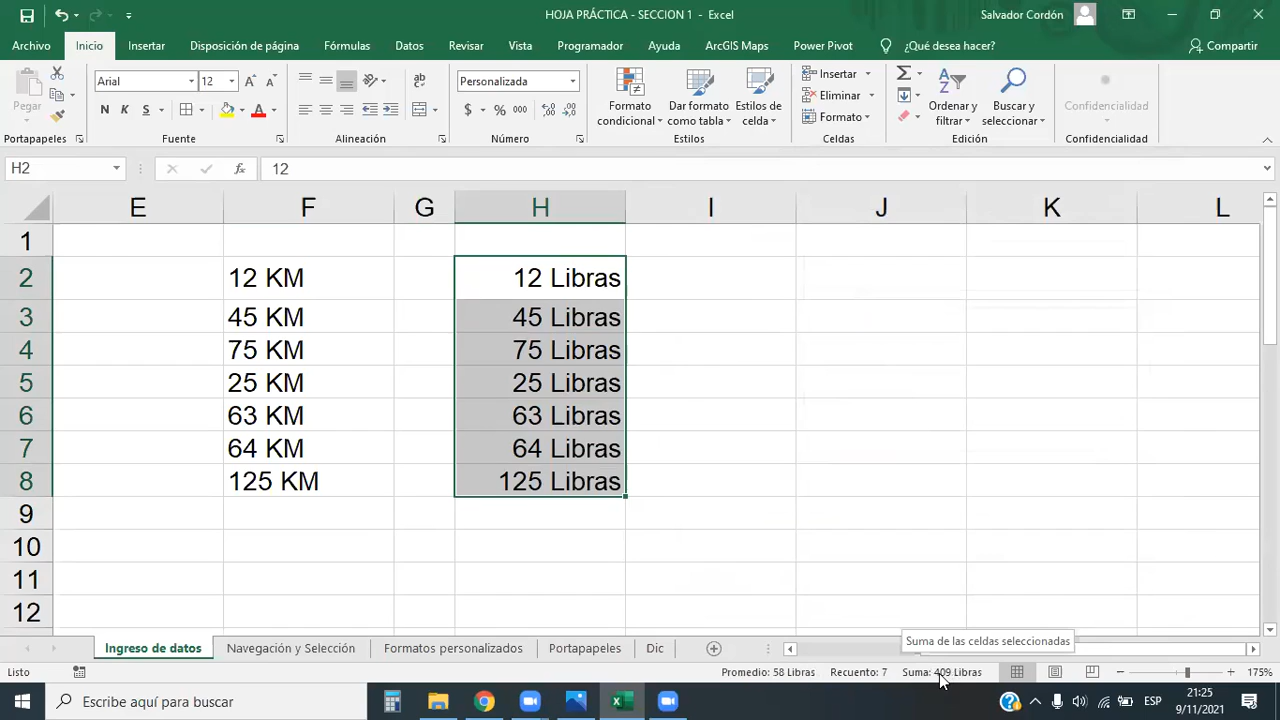 HOJA PRÁCTICA - SECCION 1 - Excel
Salvador Cordón
Archivo Inicio Insertar Disposición de página Fórmulas Datos Revisar Vista Programador Ayuda ArcGIS Maps Power Pivot ¿Qué desea hacer? Compartir
Pegar
Arial 12
N K S
ab
Personalizada
$ % 000
Formato condicional
Dar formato como tabla
Estilos de celda
Insertar
Eliminar
Formato
Ordenar y filtrar
Buscar y seleccionar
Confidencialidad
Portapapeles Fuente Alineación Número Estilos Celdas Edición Confidencialidad
H2 fx 12
E F G H I J K L
1
2 12 KM 12 Libras
3 45 KM 45 Libras
4 75 KM 75 Libras
5 25 KM 25 Libras
6 63 KM 63 Libras
7 64 KM 64 Libras
8 125 KM 125 Libras
9
10
11
12
Suma de las celdas seleccionadas
Ingreso de datos Navegación y Selección Formatos personalizados Portapapeles Dic
Listo Promedio: 58 Libras Recuento: 7 Suma: 409 Libras 175%
Escribe aquí para buscar ESP 21:25
9/11/2021